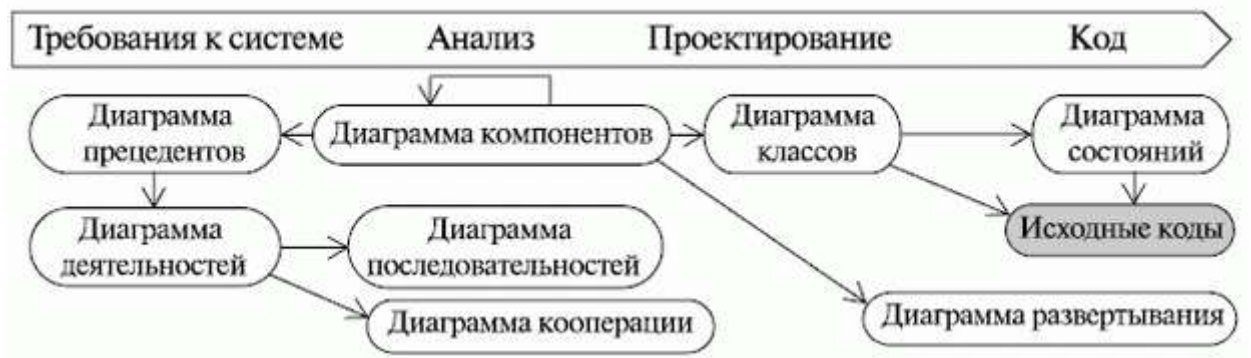 Требования к системе Анализ Проектирование Код
Диаграмма
прецедентов
Диаграмма компонентов
Диаграмма
классов
Диаграмма
состояний
Исходные коды
Диаграмма
деятельностей
Диаграмма
последовательностей
Диаграмма кооперации
Диаграмма развертывания